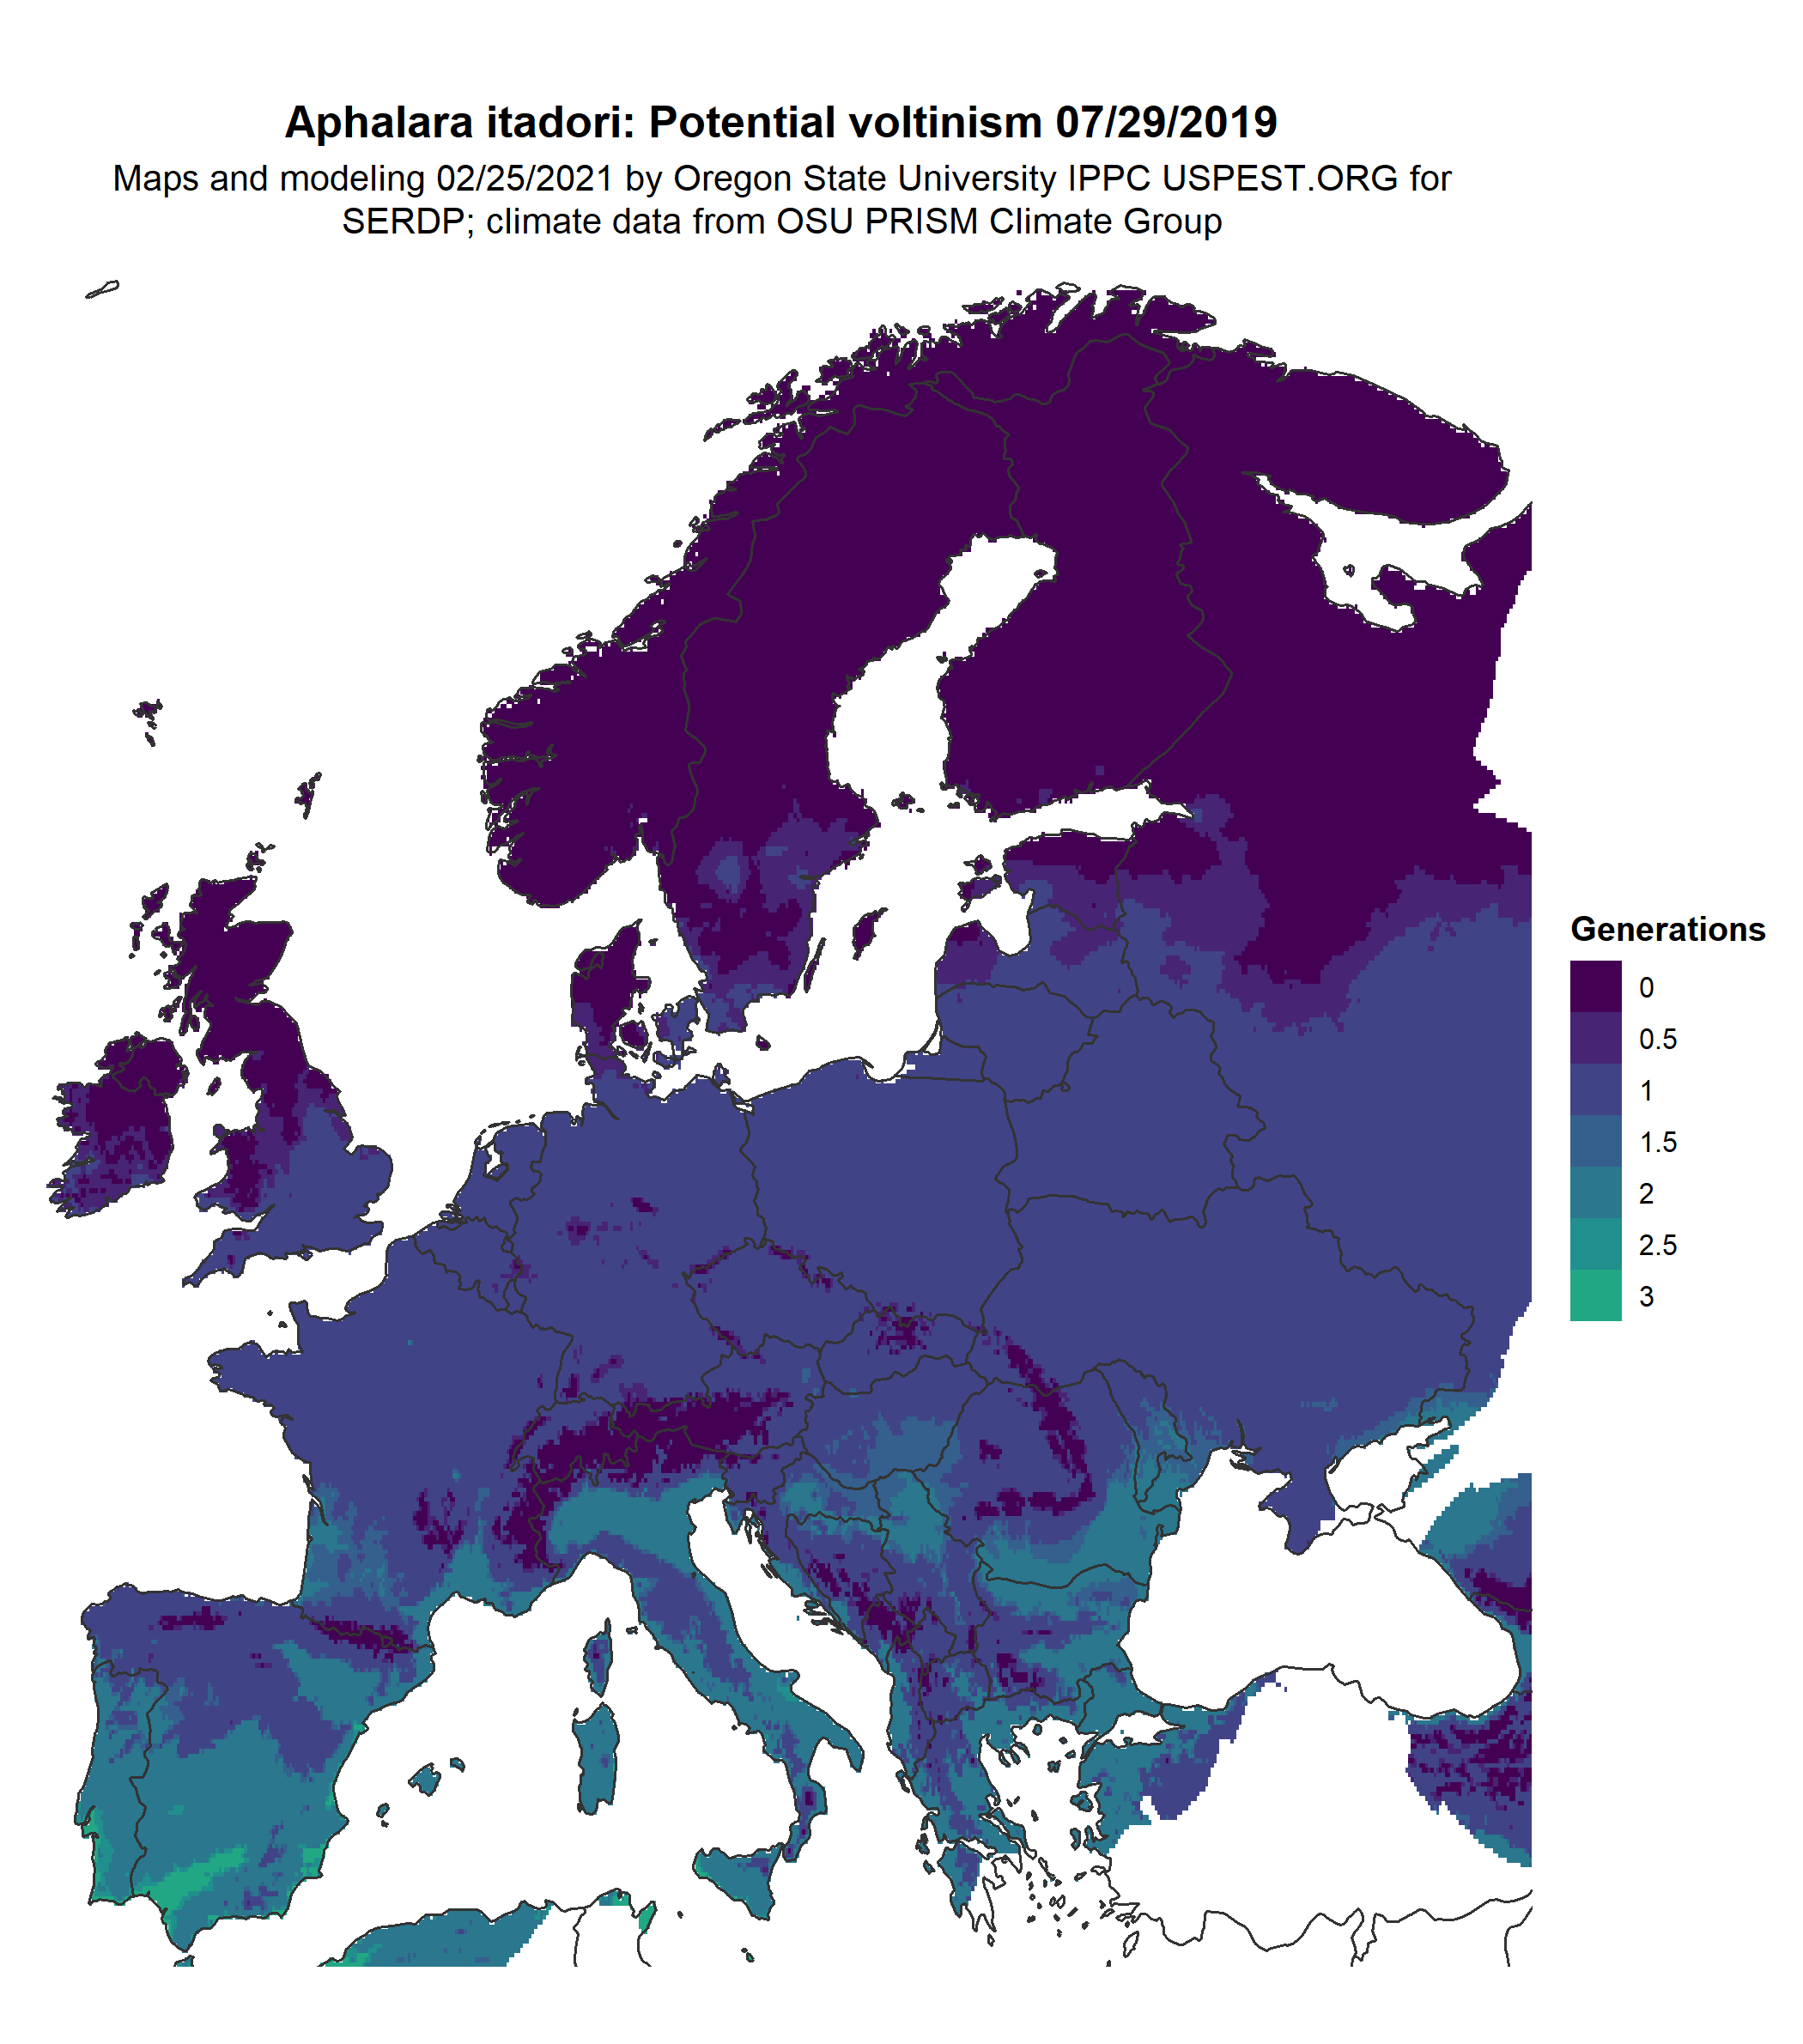 Aphalara itadori: Potential voltinism 07/29/2019
Maps and modeling 02/25/2021 by Oregon State University IPPC USPEST.ORG for
SERDP; climate data from OSU PRISM Climate Group
Generations
0
0.5
1
1.5
2
2.5
3